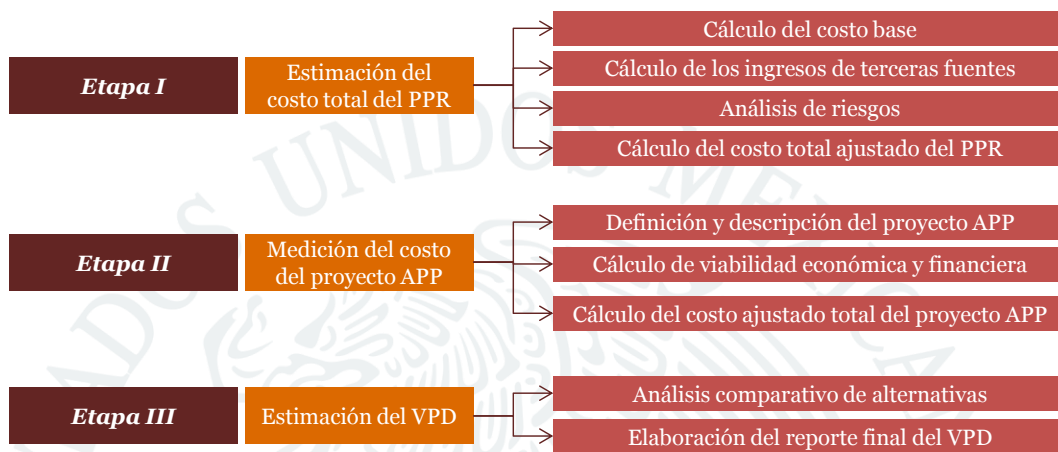 Etapa I
Estimación del
costo total del PPR
Cálculo del costo base
Cálculo de los ingresos de terceras fuentes
Análisis de riesgos
Cálculo del costo total ajustado del PPR
Etapa II
Medición del costo
del proyecto APP
Definición y descripción del proyecto APP
Cálculo de viabilidad económica y financiera
Cálculo del costo ajustado total del proyecto APP
Etapa III
Estimación del VPD
Análisis comparativo de alternativas
Elaboración del reporte final del VPD
ADOS UNIDOS MEXICA